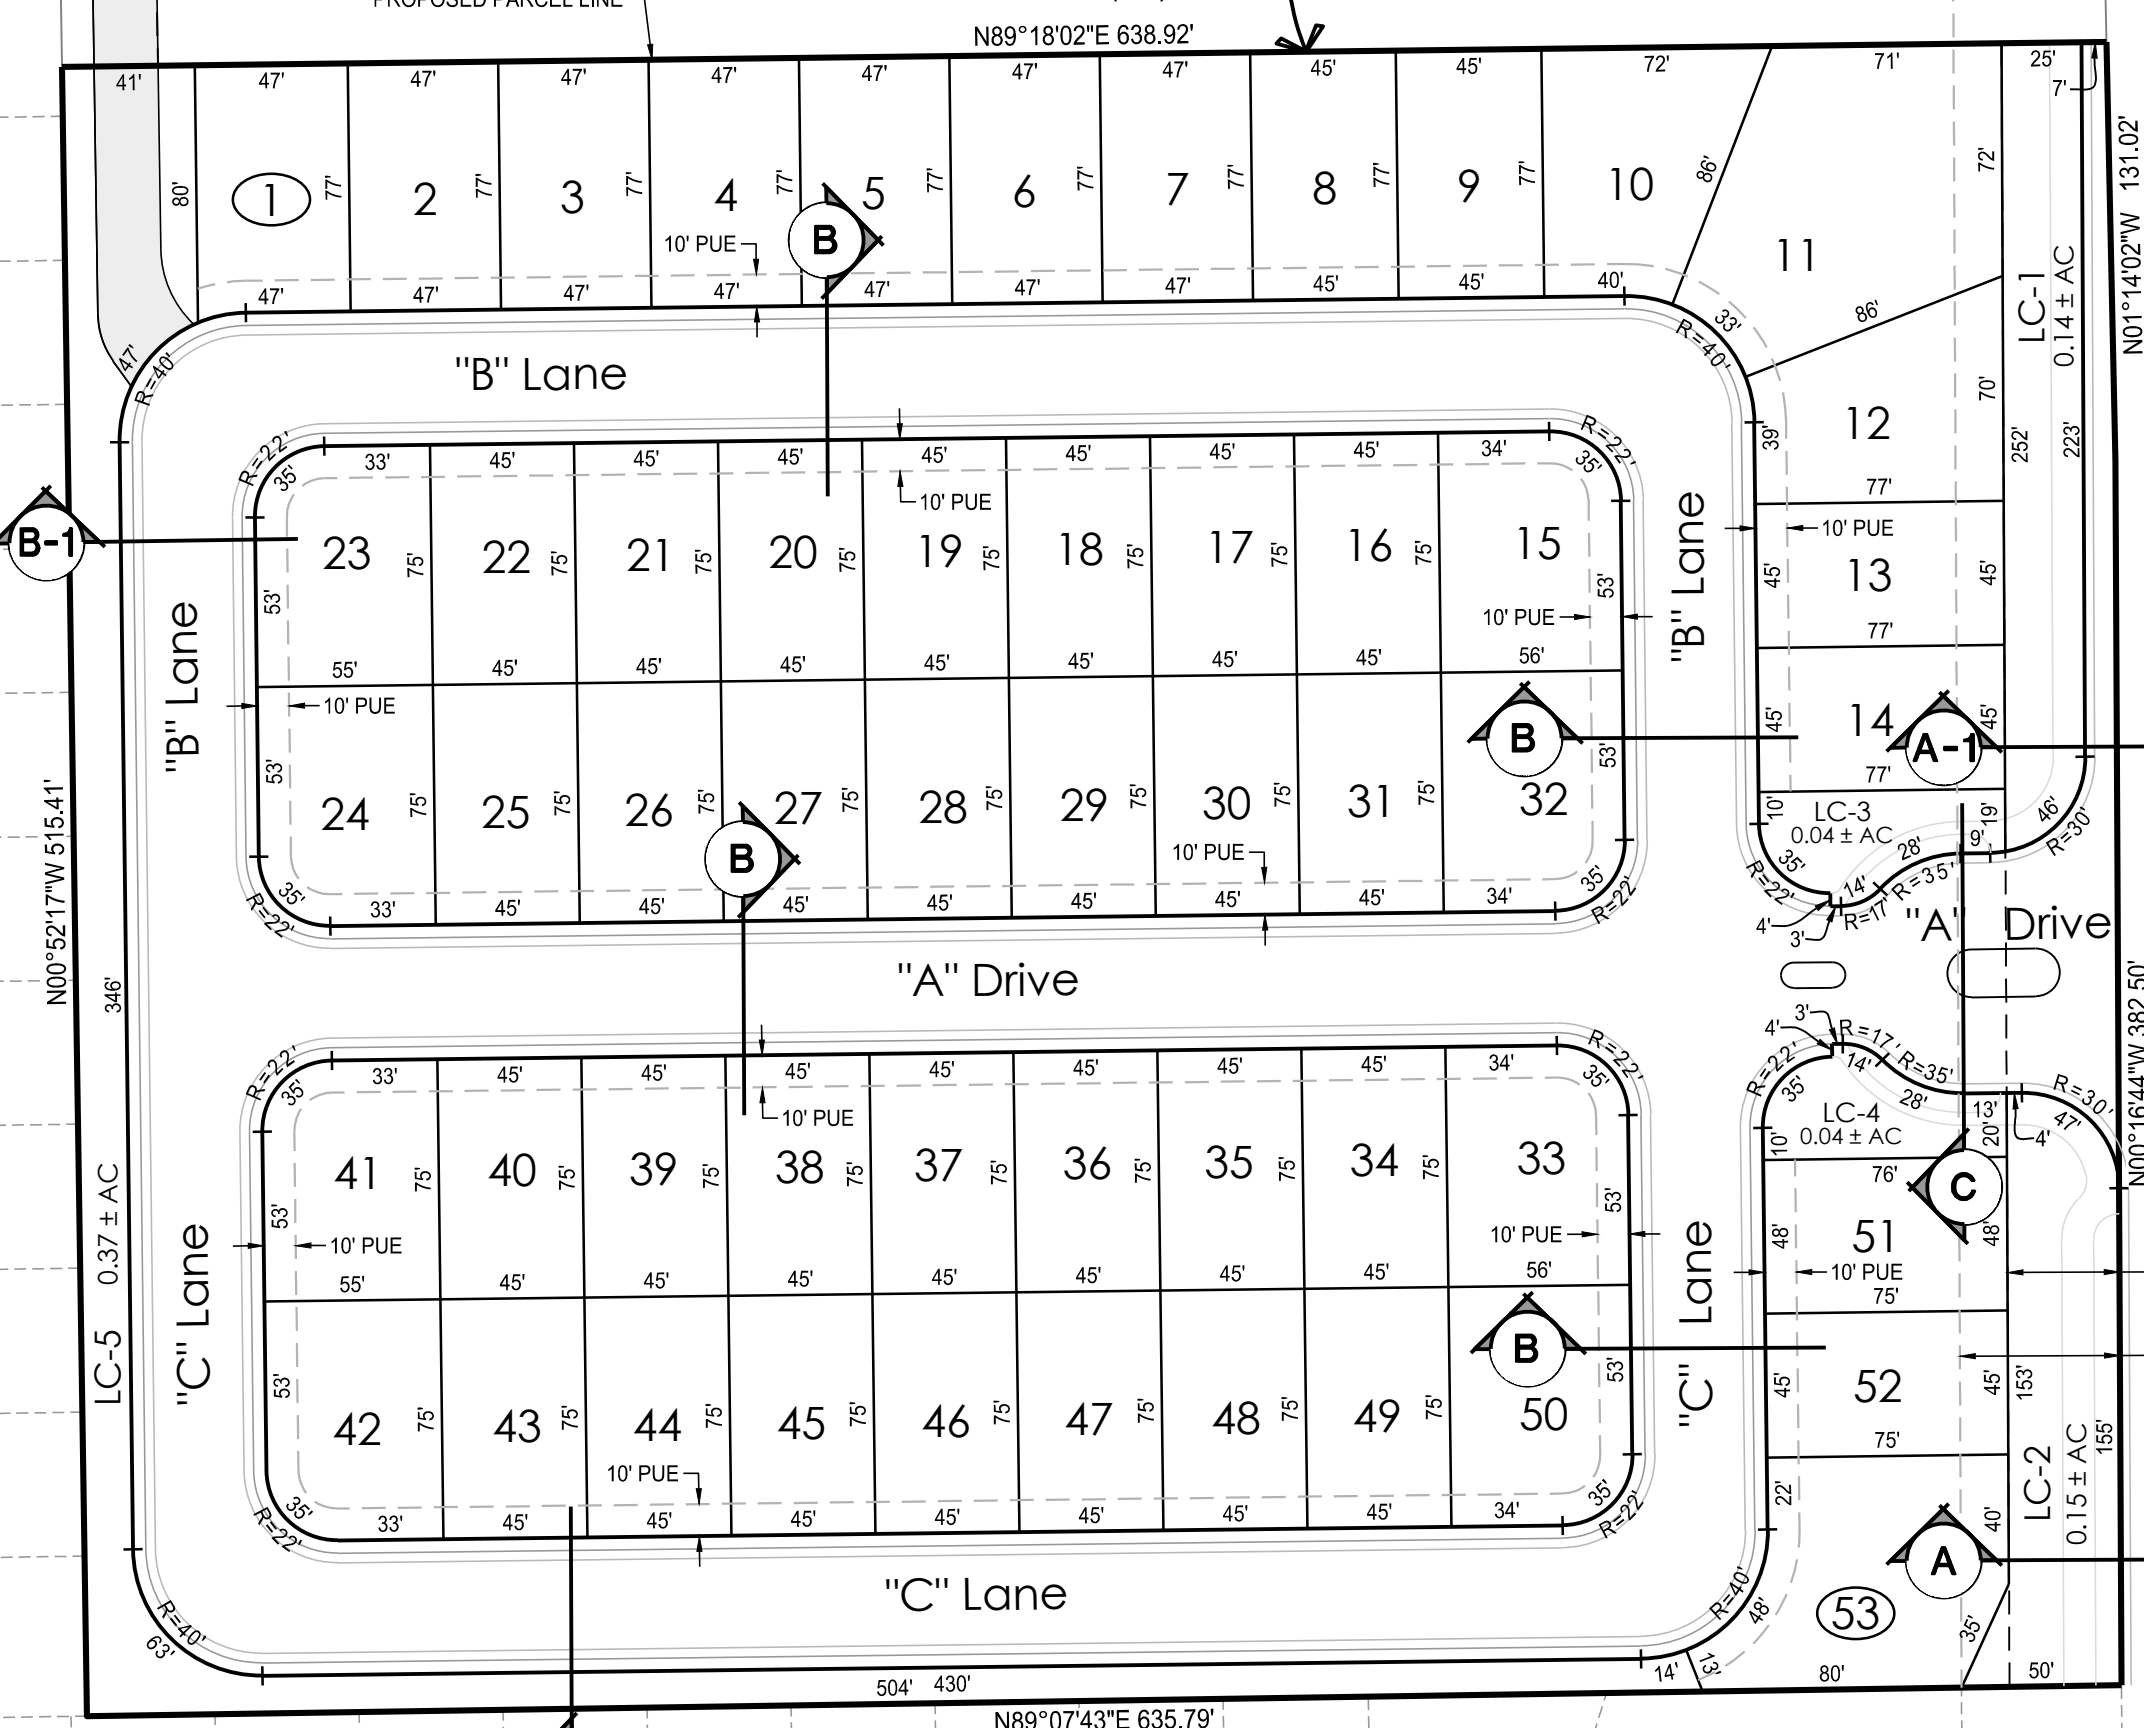 PROPOSED PARCEL LINE
N89°18'02"E 638.92'
41' 47' 47' 47' 47' 47' 47' 47' 45' 45' 72' 71' 25'
7'
80' 77' 77' 77' 77' 77' 77' 77' 77' 77' 86' 72'
1 2 3 4 5 6 7 8 9 10 11
B
10' PUE
47' 47' 47' 47' 47' 47' 47' 45' 45' 40' 33'
R=40'
86'
LC-1
0.14 ± AC
N01°14'02"W 131.02'
47'
R=40'
"B" Lane
70'
12
39'
252'
223'
77'
R=22'
35'
33' 45' 45' 45' 45' 45' 45' 45' 34'
35'
R=22'
10' PUE
10' PUE
B-1
23 22 21 20 19 18 17 16 15
75' 75' 75' 75' 75' 75' 75' 75'
53' 53'
10' PUE
"B" Lane
"B" Lane
45' 13 45'
77'
55' 45' 45' 45' 45' 45' 45' 45' 56'
10' PUE
B
45' 14 45'
A-1
77'
53' 53'
24 25 26 27 28 29 30 31 32
75' 75' 75' 75' 75' 75' 75' 75'
B
10' PUE
35'
R=22'
33' 45' 45' 45' 45' 45' 45' 45' 34'
35'
R=22'
10'
LC-3
0.04 ± AC
19'
9'
46'
R=30'
28'
R=35'
14'
R=17'
35'
R=22'
4'
3'
"A" Drive
"A" Drive
N00°52'17"W 515.41'
346'
LC-5 0.37 ± AC
R=22'
35'
33' 45' 45' 45' 45' 45' 45' 45' 34'
35'
R=22'
10' PUE
3'
4'
R=17'
14'
R=35'
28'
R=22'
35'
LC-4
0.04 ± AC
10'
13'
20'
4'
R=30'
47'
N00°16'44"W 382.50'
76'
C
41 40 39 38 37 36 35 34 33
75' 75' 75' 75' 75' 75' 75' 75'
53' 53'
10' PUE
10' PUE
48' 51 48'
10' PUE
75'
55' 45' 45' 45' 45' 45' 45' 45' 56'
"C" Lane
"C" Lane
B
53' 53'
45' 52 45'
153'
75'
LC-2
0.15 ± AC
155'
42 43 44 45 46 47 48 49 50
75' 75' 75' 75' 75' 75' 75' 75'
10' PUE
35'
R=22'
33' 45' 45' 45' 45' 45' 45' 45' 34'
35'
R=22'
22'
40'
A
"C" Lane
R=40'
48'
53
35'
R=40'
63'
504' 430'
14'
13'
80'
50'
N89°07'43"E 635.79'